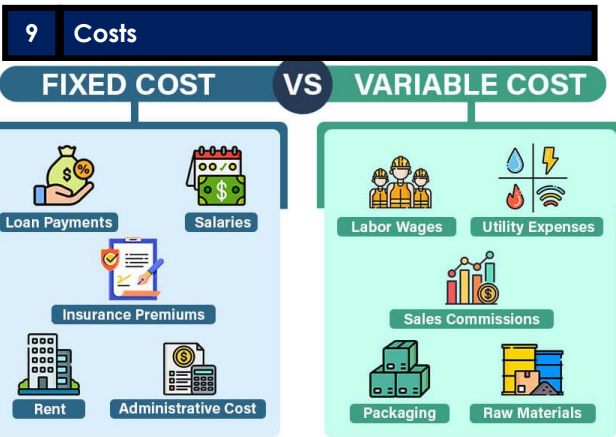 9 Costs
FIXED COST VS VARIABLE COST
Loan Payments
Salaries
Insurance Premiums
Rent
Administrative Cost
Labor Wages
Utility Expenses
Sales Commissions
Packaging
Raw Materials